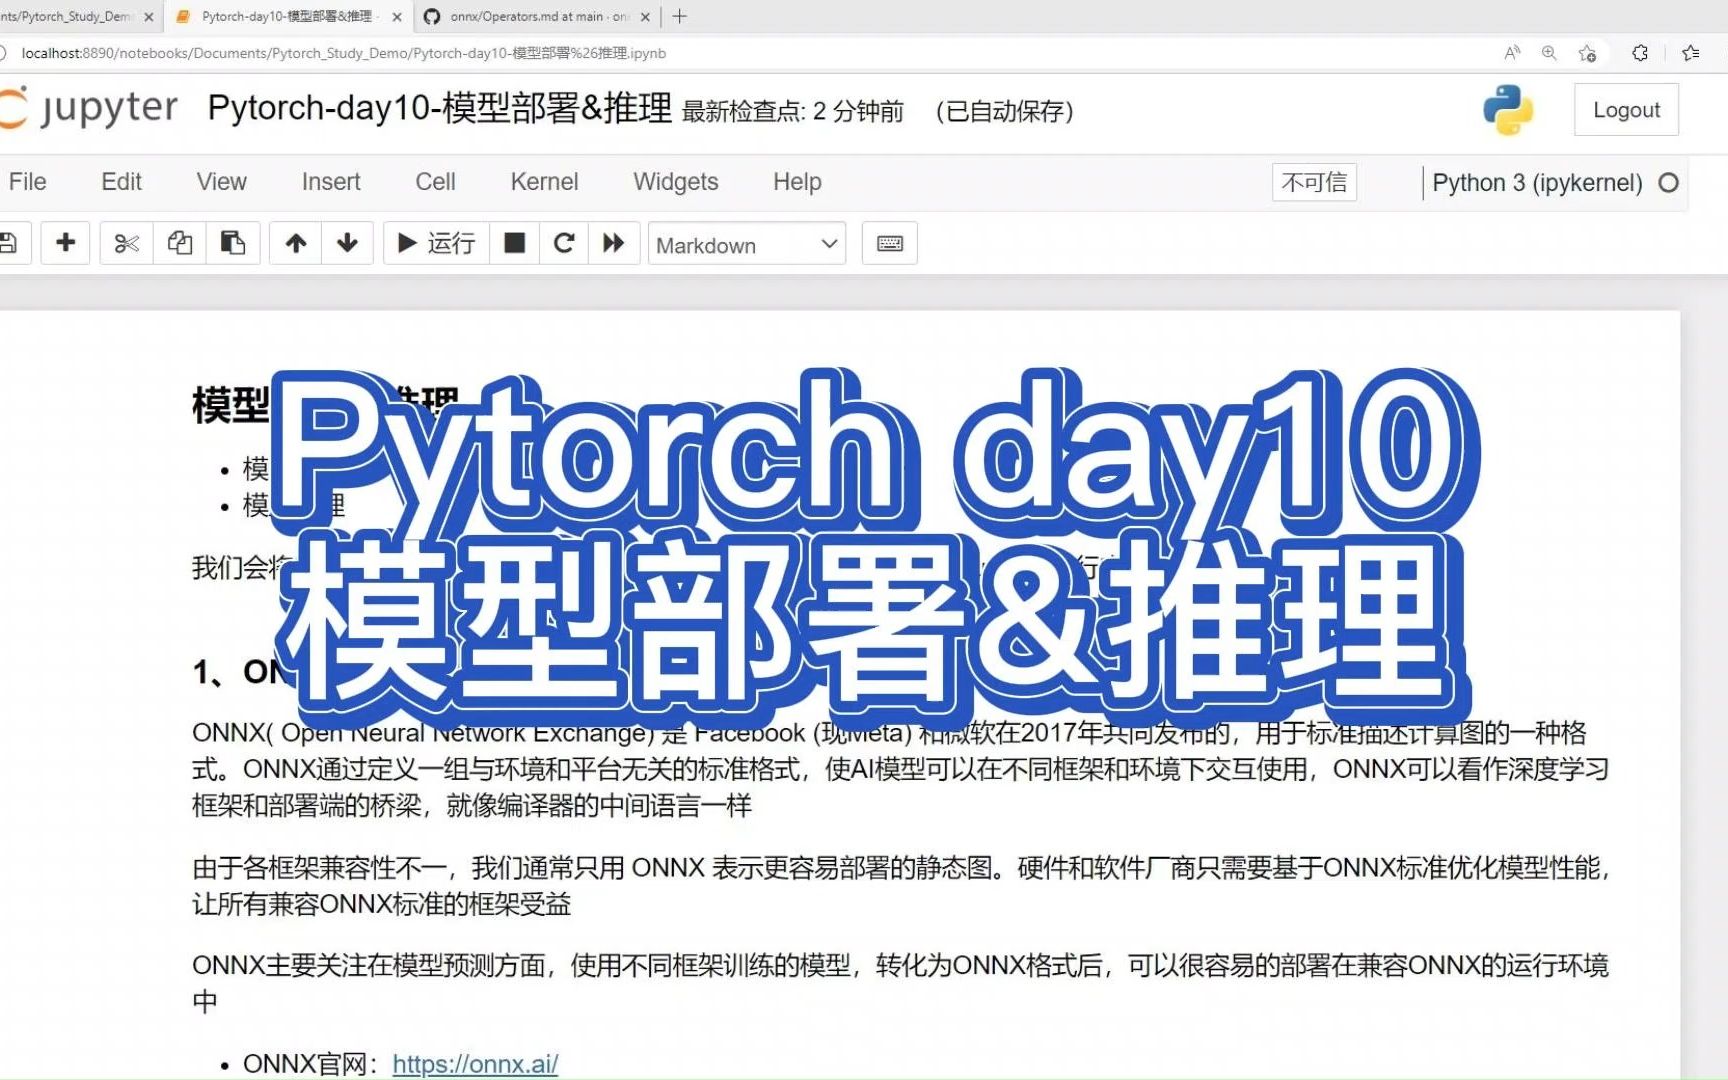 nts/Pytorch_Study_Dem
Pytorch-day10-模型部署&推理 -
onnx/Operators.md at main · on
localhost:8890/notebooks/Documents/Pytorch_Study_Demo/Pytorch-day10-模型部署%26推理.ipynb
jupyter Pytorch-day10-模型部署&推理 最新检查点: 2 分钟前 (已自动保存)
Logout
File Edit View Insert Cell Kernel Widgets Help
不可信
Python 3 (ipykernel)
运行
Markdown
模型 推理
模
模 理
我们会将 行
Pytorch day10
模型部署&推理
1、ON
ONNX( Open Neural Network Exchange) 是 Facebook (现Meta) 和微软在2017年共同发布的，用于标准描述计算图的一种格
式。ONNX通过定义一组与环境和平台无关的标准格式，使AI模型可以在不同框架和环境下交互使用，ONNX可以看作深度学习
框架和部署端的桥梁，就像编译器的中间语言一样
由于各框架兼容性不一，我们通常只用 ONNX 表示更容易部署的静态图。硬件和软件厂商只需要基于ONNX标准优化模型性能，
让所有兼容ONNX标准的框架受益
ONNX主要关注在模型预测方面，使用不同框架训练的模型，转化为ONNX格式后，可以很容易的部署在兼容ONNX的运行环境
中
ONNX官网：https://onnx.ai/